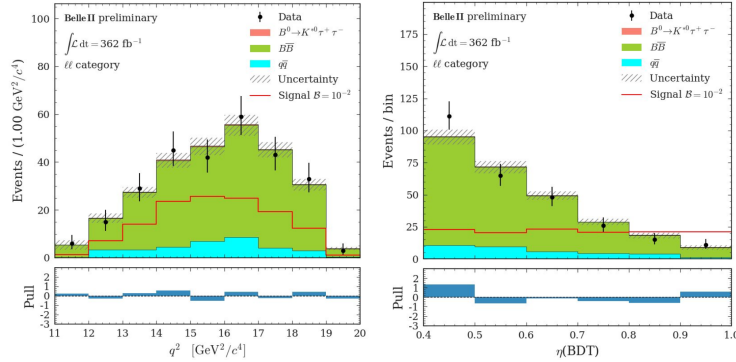 Belle II preliminary
∫ℒ dt = 362 fb⁻¹
ℓℓ category
Data
B⁰→K*⁰τ⁺τ⁻
BB̅
qq̅
Uncertainty
Signal ℬ = 10⁻²
Events / (1.00 GeV²/c⁴)
80
60
40
20
0
Pull
3
2
1
0
-1
-2
-3
11 12 13 14 15 16 17 18 19 20
q² [GeV²/c⁴]
Belle II preliminary
∫ℒ dt = 362 fb⁻¹
ℓℓ category
Data
B⁰→K*⁰τ⁺τ⁻
BB̅
qq̅
Uncertainty
Signal ℬ = 10⁻²
Events / bin
175
150
125
100
75
50
25
0
Pull
3
2
1
0
-1
-2
-3
0.4 0.5 0.6 0.7 0.8 0.9 1.0
η(BDT)